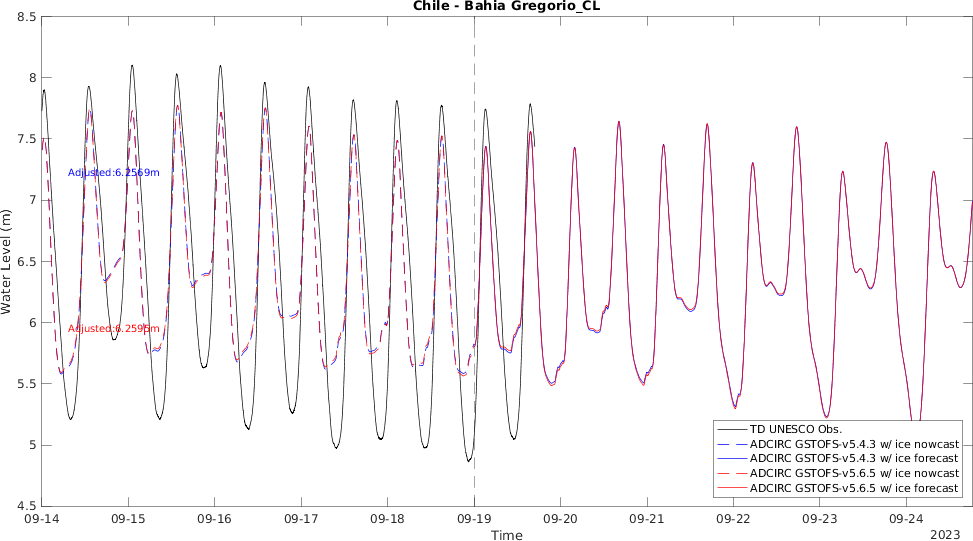 Chile - Bahia Gregorio_CL
8.5
8
7.5
7
6.5
6
5.5
5
4.5
Water Level (m)
Adjusted:6.2569m
Adjusted:6.2595m
TD UNESCO Obs.
ADCIRC GSTOFS-v5.4.3 w/ ice nowcast
ADCIRC GSTOFS-v5.4.3 w/ ice forecast
ADCIRC GSTOFS-v5.6.5 w/ ice nowcast
ADCIRC GSTOFS-v5.6.5 w/ ice forecast
09-14 09-15 09-16 09-17 09-18 09-19 09-20 09-21 09-22 09-23 09-24
Time
2023